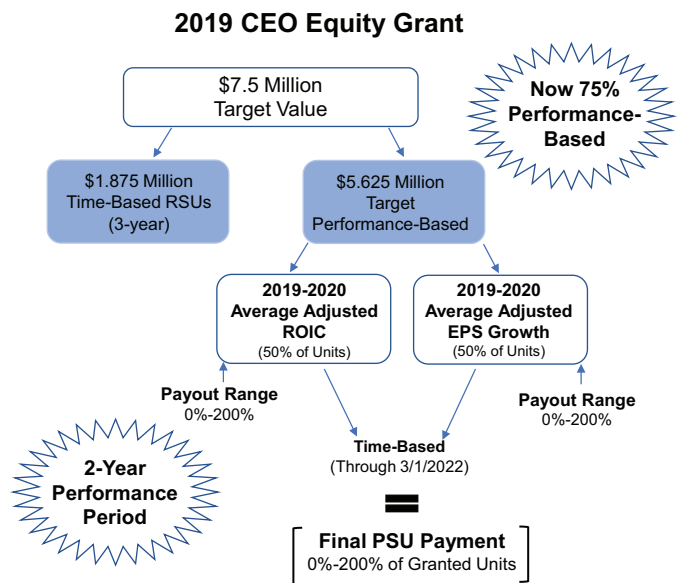 2019 CEO Equity Grant
$7.5 Million
Target Value
Now 75%
Performance-
Based
$1.875 Million
Time-Based RSUs
(3-year)
$5.625 Million
Target
Performance-Based
2019-2020
Average Adjusted
ROIC
(50% of Units)
2019-2020
Average Adjusted
EPS Growth
(50% of Units)
Payout Range
0%-200%
Payout Range
0%-200%
2-Year
Performance
Period
Time-Based
(Through 3/1/2022)
=
Final PSU Payment
0%-200% of Granted Units